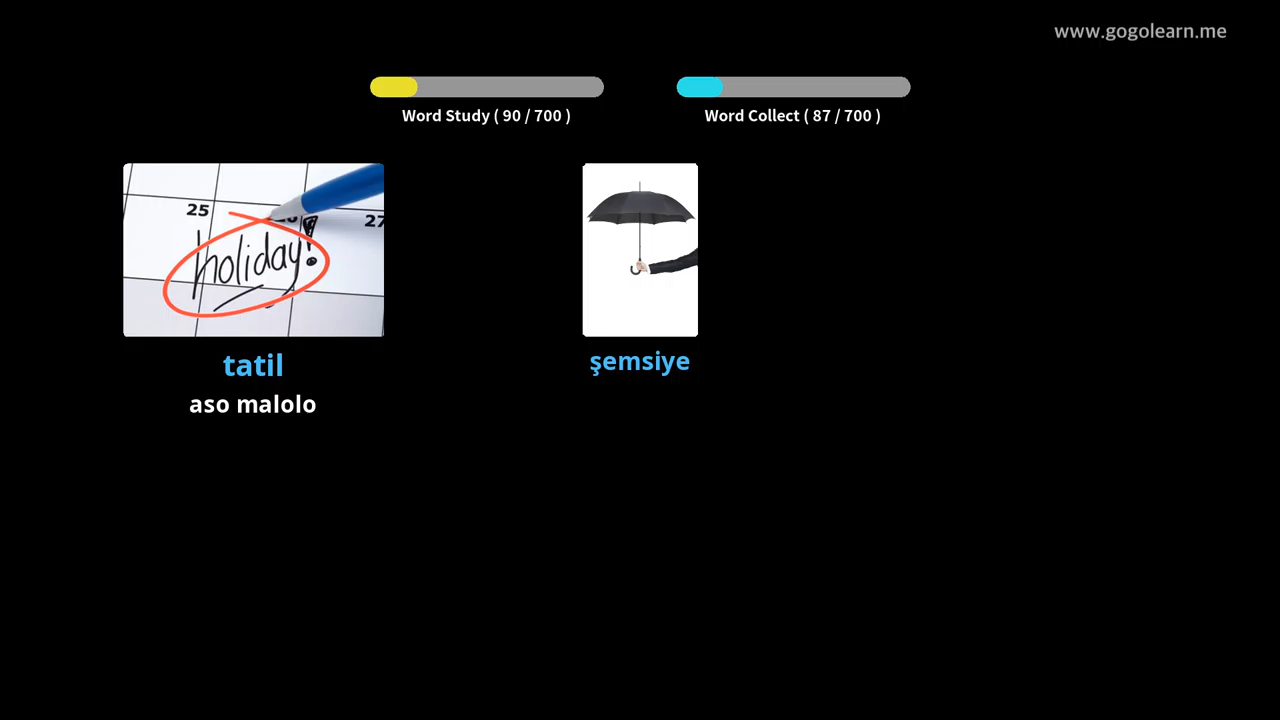 www.gogolearn.me
Word Study ( 90 / 700 )
Word Collect ( 87 / 700 )
25
27
holiday!
tatil
aso malolo
şemsiye